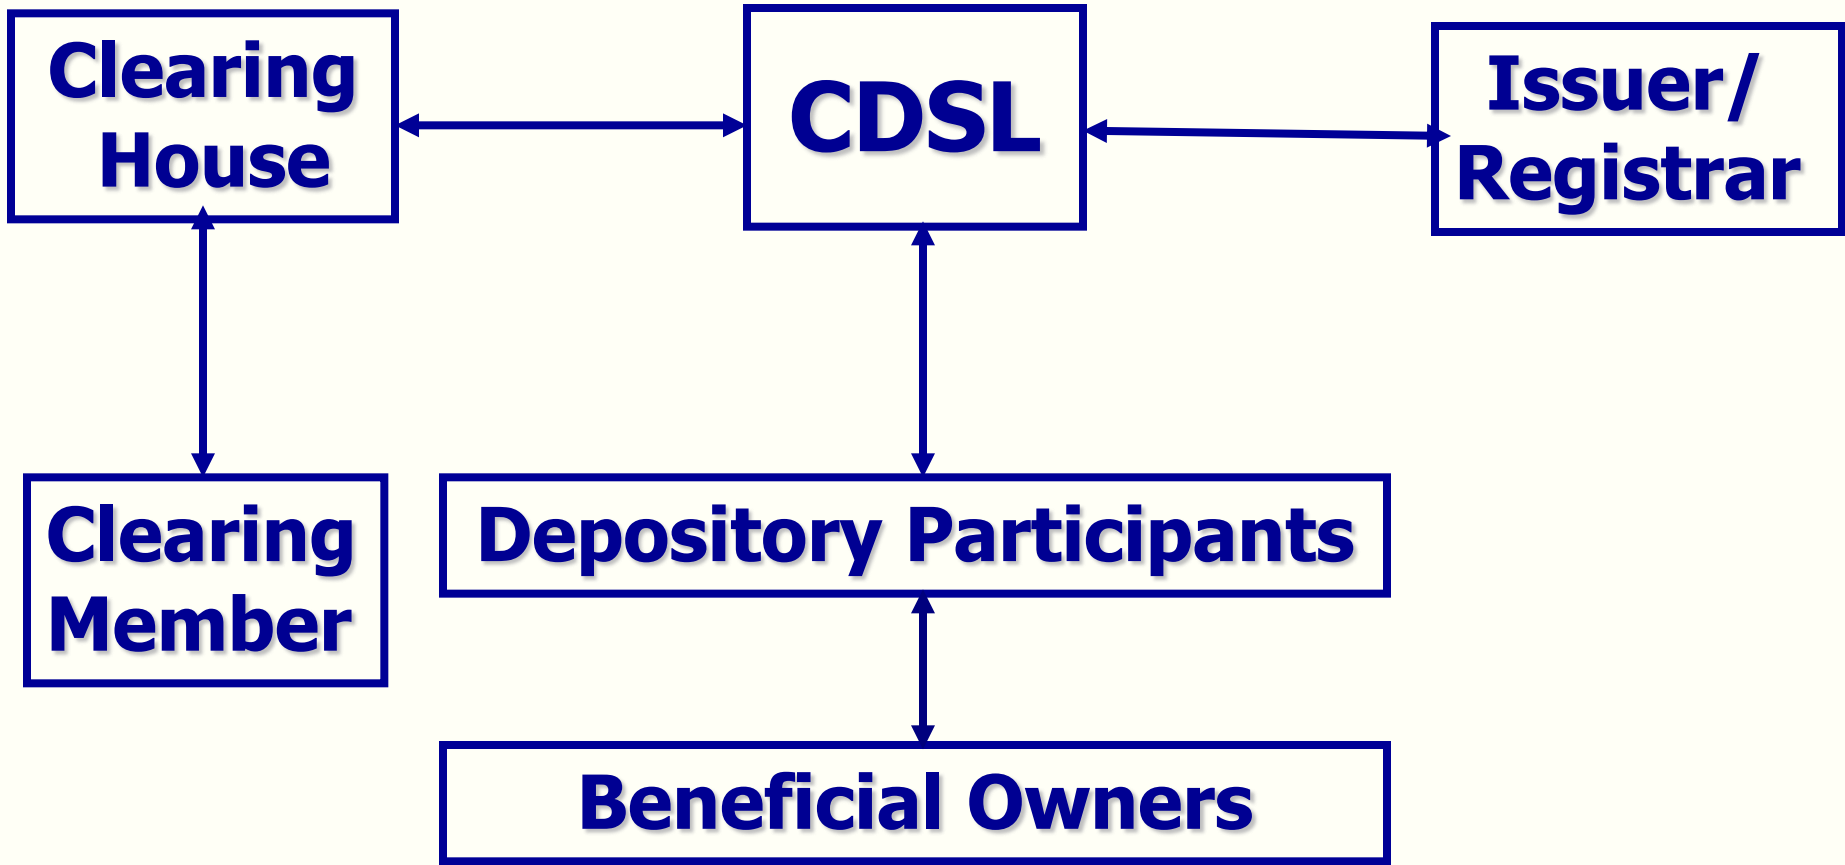 Clearing
House
CDSL
Issuer/
Registrar
Clearing
Member
Depository Participants
Beneficial Owners